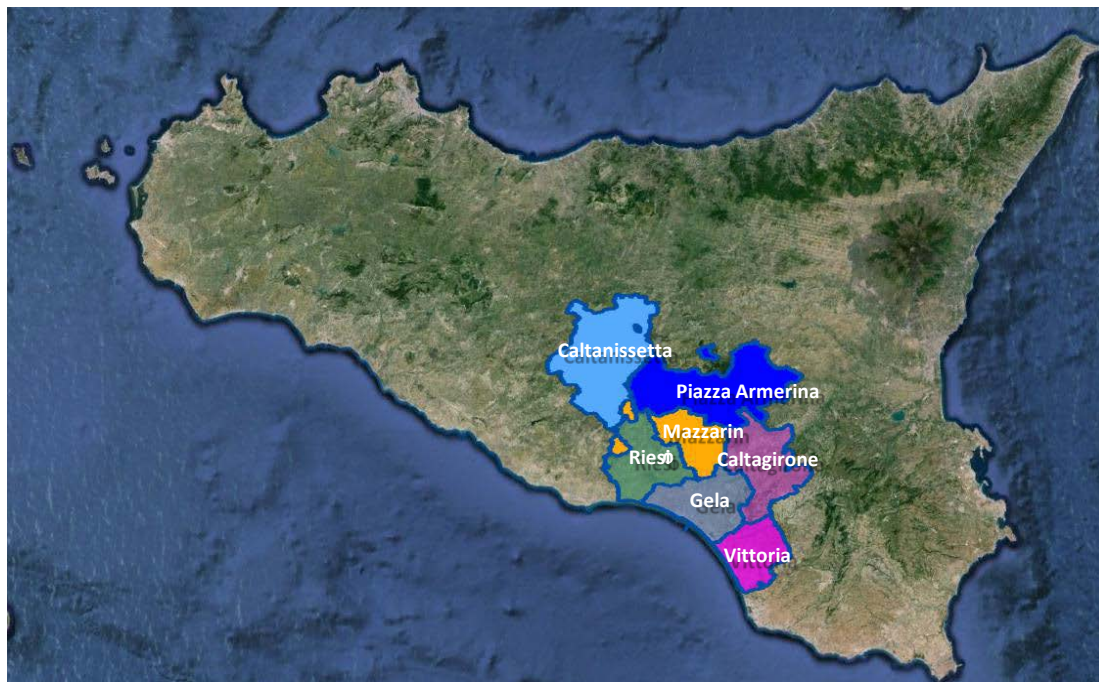 Caltanissetta
Piazza Armerina
Mazzarin
o
Riesi
Caltagirone
Gela
Vittoria